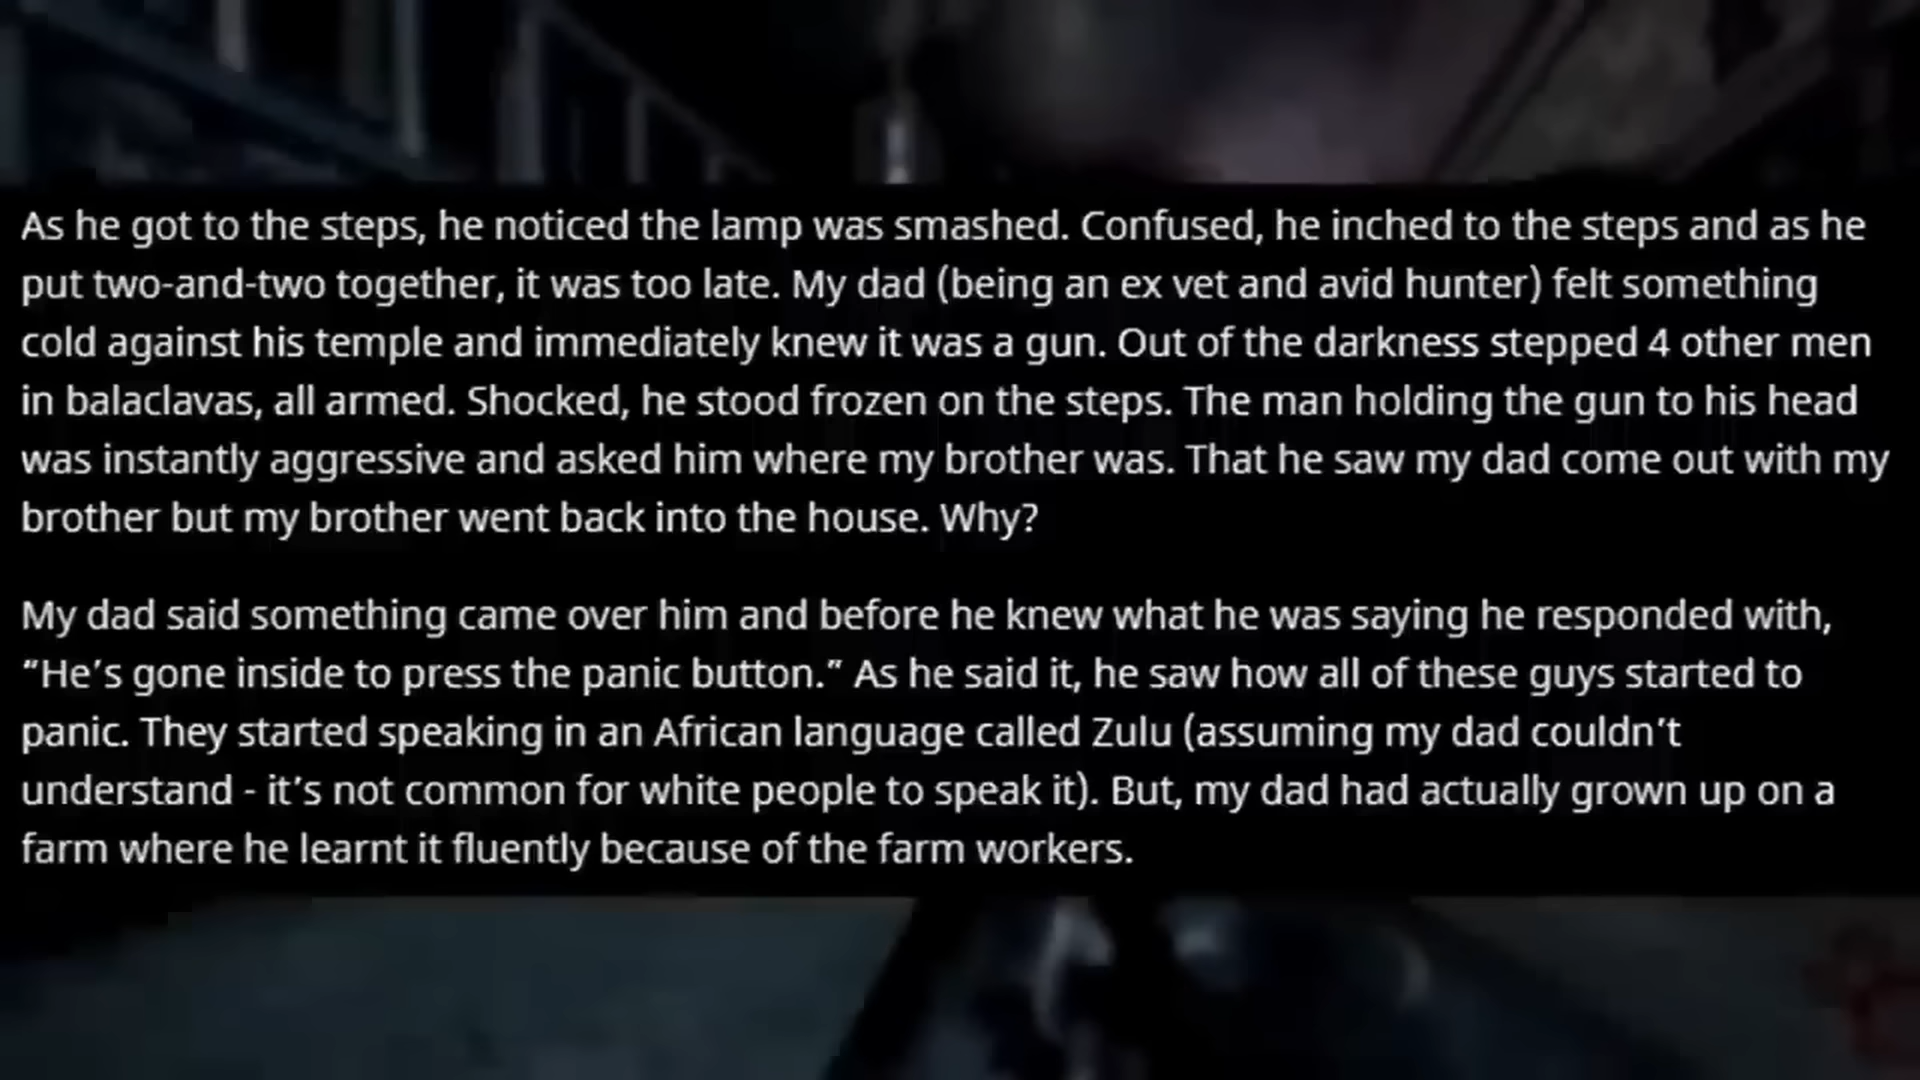 As he got to the steps, he noticed the lamp was smashed. Confused, he inched to the steps and as he
put two-and-two together, it was too late. My dad (being an ex vet and avid hunter) felt something
cold against his temple and immediately knew it was a gun. Out of the darkness stepped 4 other men
in balaclavas, all armed. Shocked, he stood frozen on the steps. The man holding the gun to his head
was instantly aggressive and asked him where my brother was. That he saw my dad come out with my
brother but my brother went back into the house. Why?
My dad said something came over him and before he knew what he was saying he responded with,
“He’s gone inside to press the panic button.” As he said it, he saw how all of these guys started to
panic. They started speaking in an African language called Zulu (assuming my dad couldn’t
understand - it’s not common for white people to speak it). But, my dad had actually grown up on a
farm where he learnt it fluently because of the farm workers.